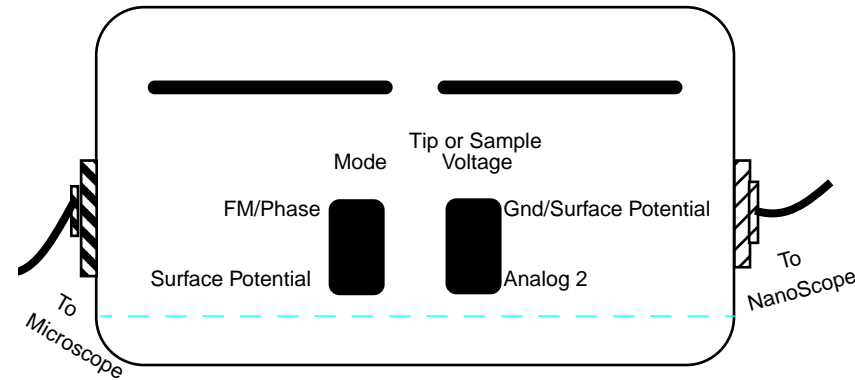 Tip or Sample
Mode
Voltage
FM/Phase
Gnd/Surface Potential
Surface Potential
Analog 2
To
Microscope
To
NanoScope